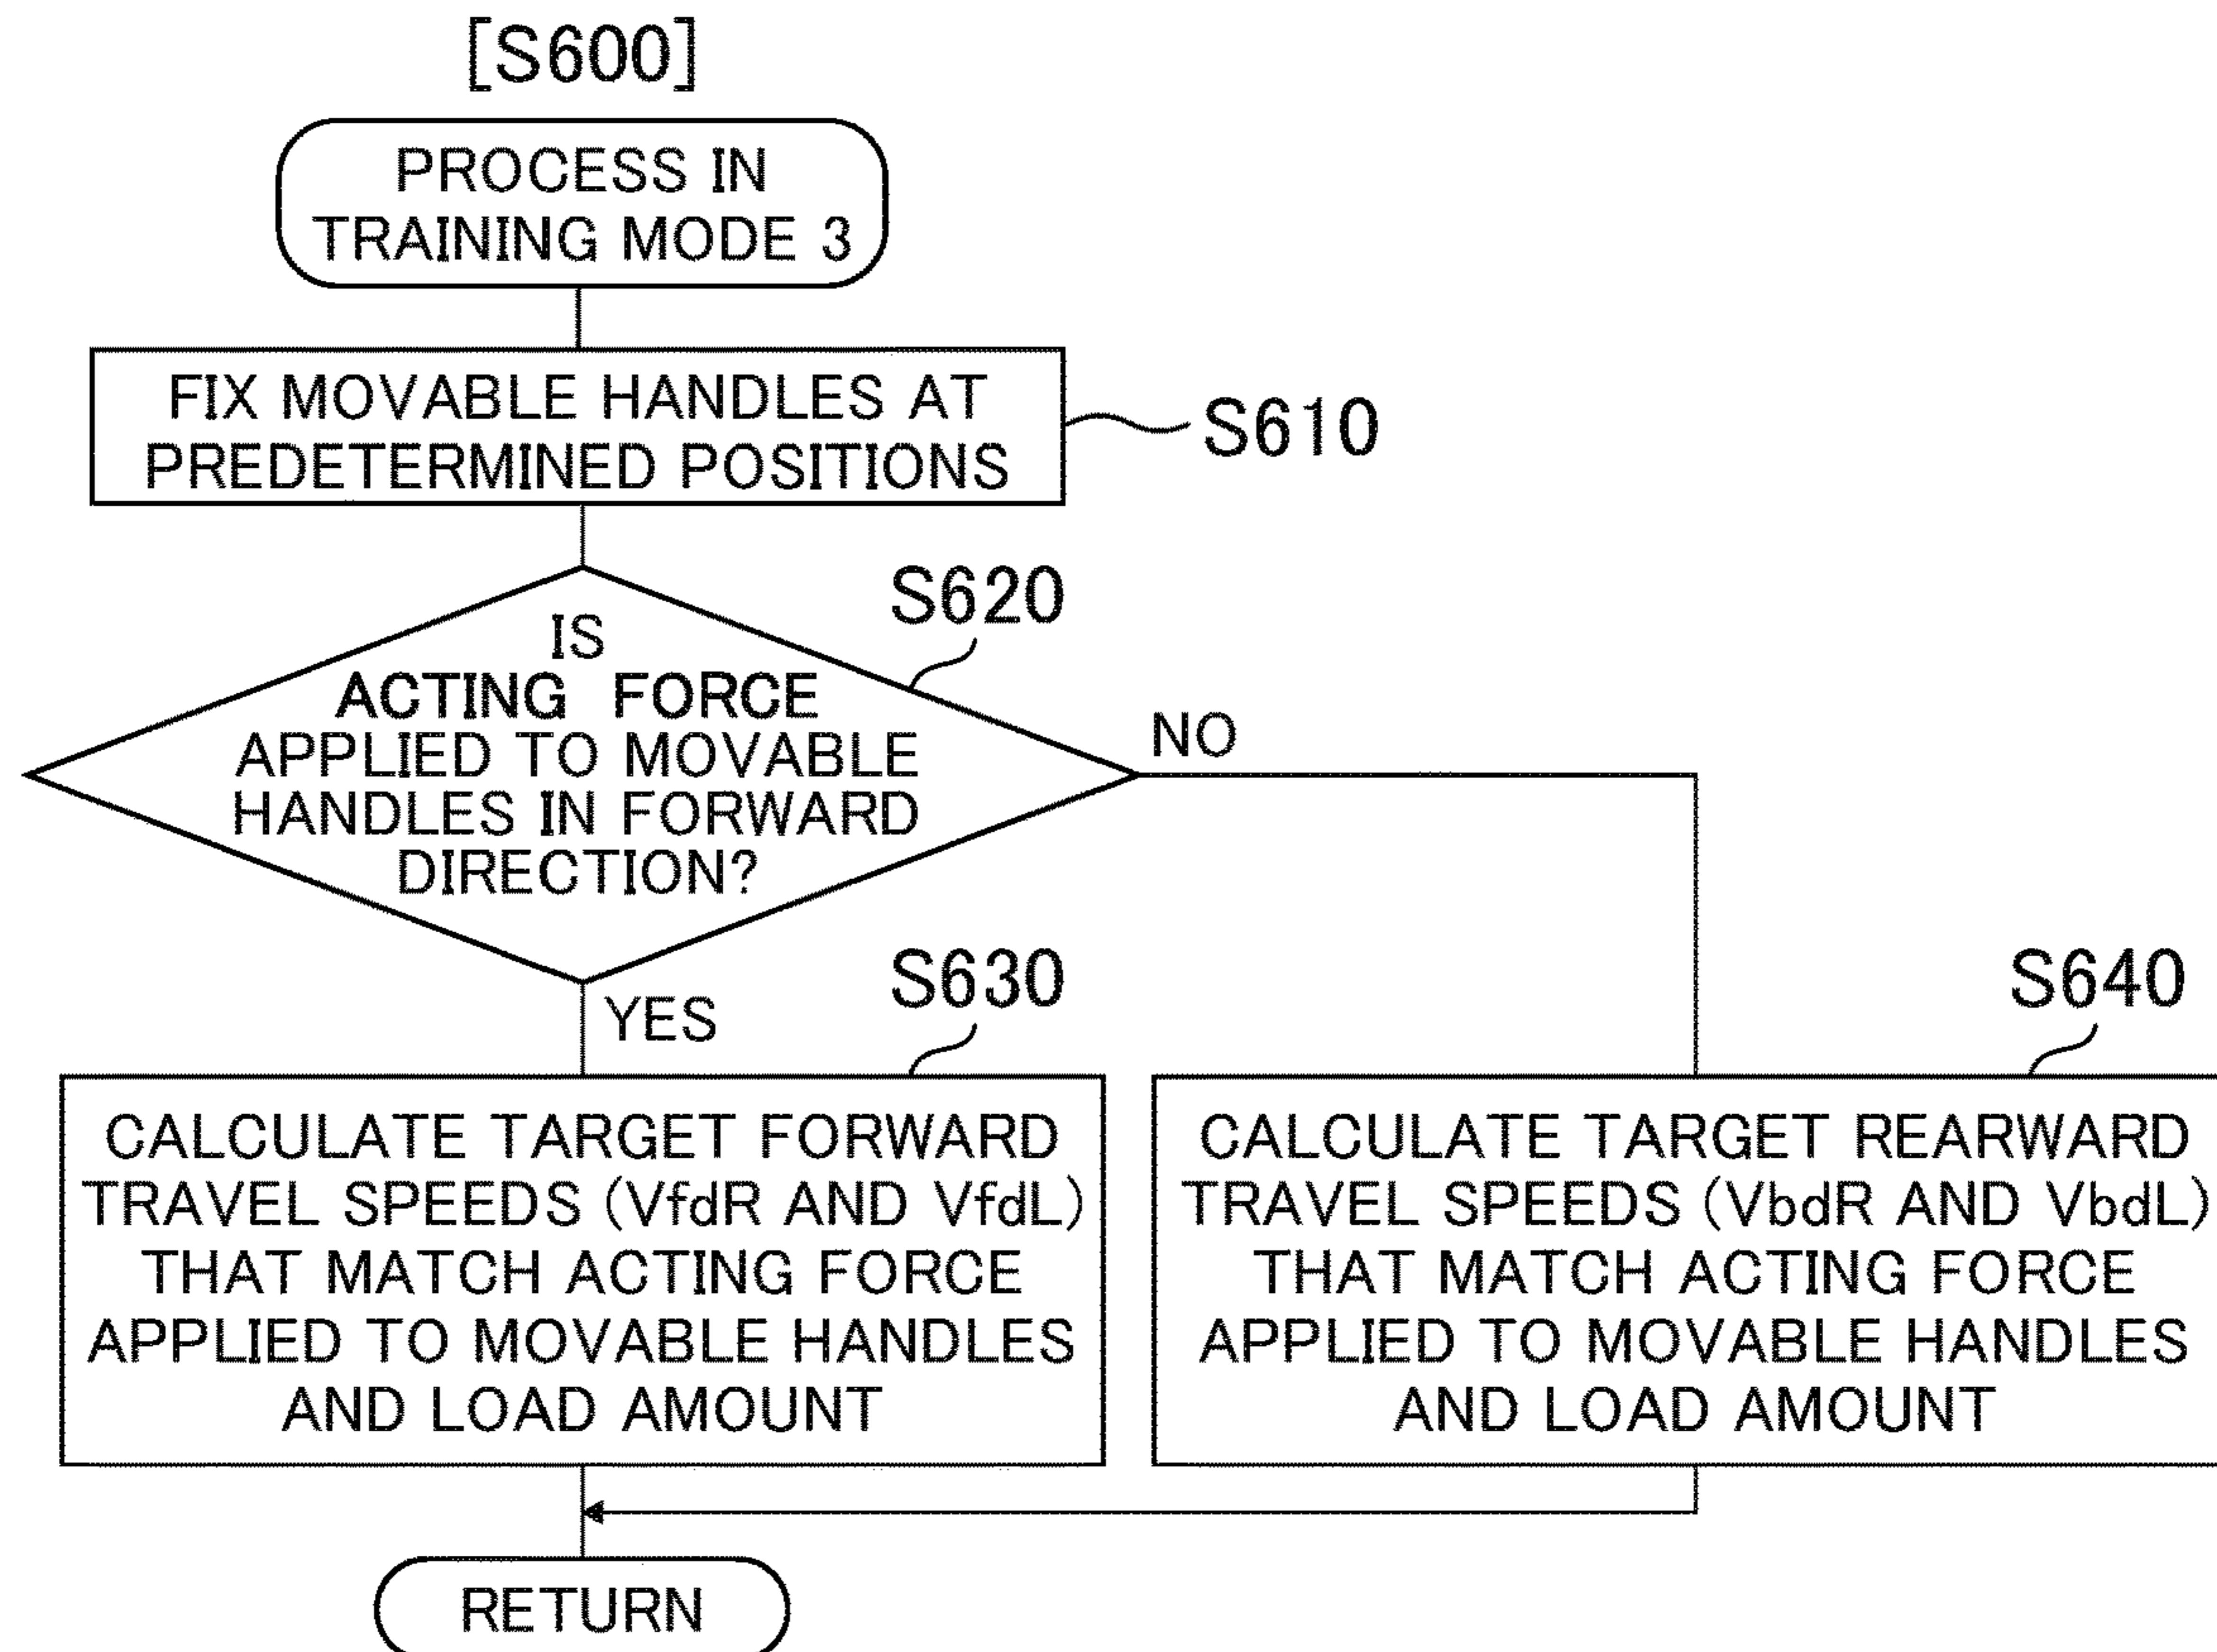 [S600]
PROCESS IN
TRAINING MODE 3
FIX MOVABLE HANDLES AT
PREDETERMINED POSITIONS
S610
S620
IS
ACTING FORCE
APPLIED TO MOVABLE
HANDLES IN FORWARD
DIRECTION?
NO
YES
S630
CALCULATE TARGET FORWARD
TRAVEL SPEEDS (VfdR AND VfdL)
THAT MATCH ACTING FORCE
APPLIED TO MOVABLE HANDLES
AND LOAD AMOUNT
S640
CALCULATE TARGET REARWARD
TRAVEL SPEEDS (VbdR AND VbdL)
THAT MATCH ACTING FORCE
APPLIED TO MOVABLE HANDLES
AND LOAD AMOUNT
RETURN